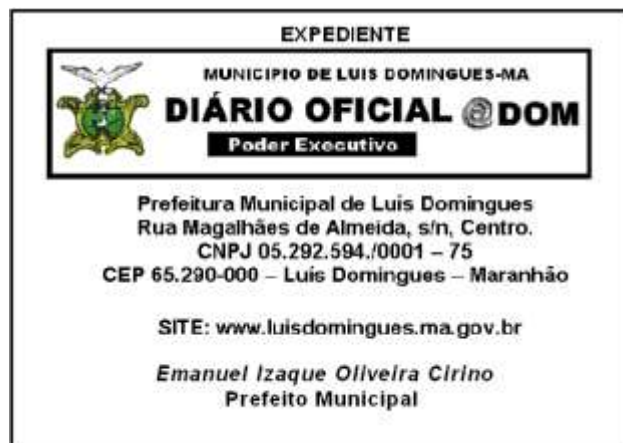 EXPEDIENTE
MUNICIPIO DE LUIS DOMINGUES-MA
DIÁRIO OFICIAL @DOM
Poder Executivo
Prefeitura Municipal de Luis Domingues
Rua Magalhães de Almeida, s/n, Centro.
CNPJ 05.292.594./0001 – 75
CEP 65.290-000 – Luis Domingues – Maranhão
SITE: www.luisdomingues.ma.gov.br
Emanuel Izaque Oliveira Cirino
Prefeito Municipal